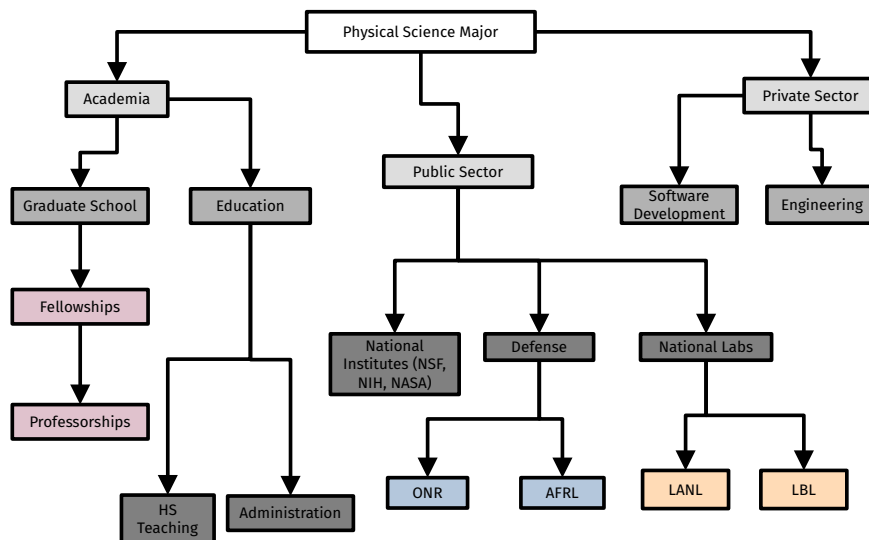 Physical Science Major
Academia
Private Sector
Public Sector
Graduate School
Education
Software
Development
Engineering
Fellowships
National
Institutes (NSF,
NIH, NASA)
Defense
National Labs
Professorships
HS
Teaching
Administration
ONR
AFRL
LANL
LBL